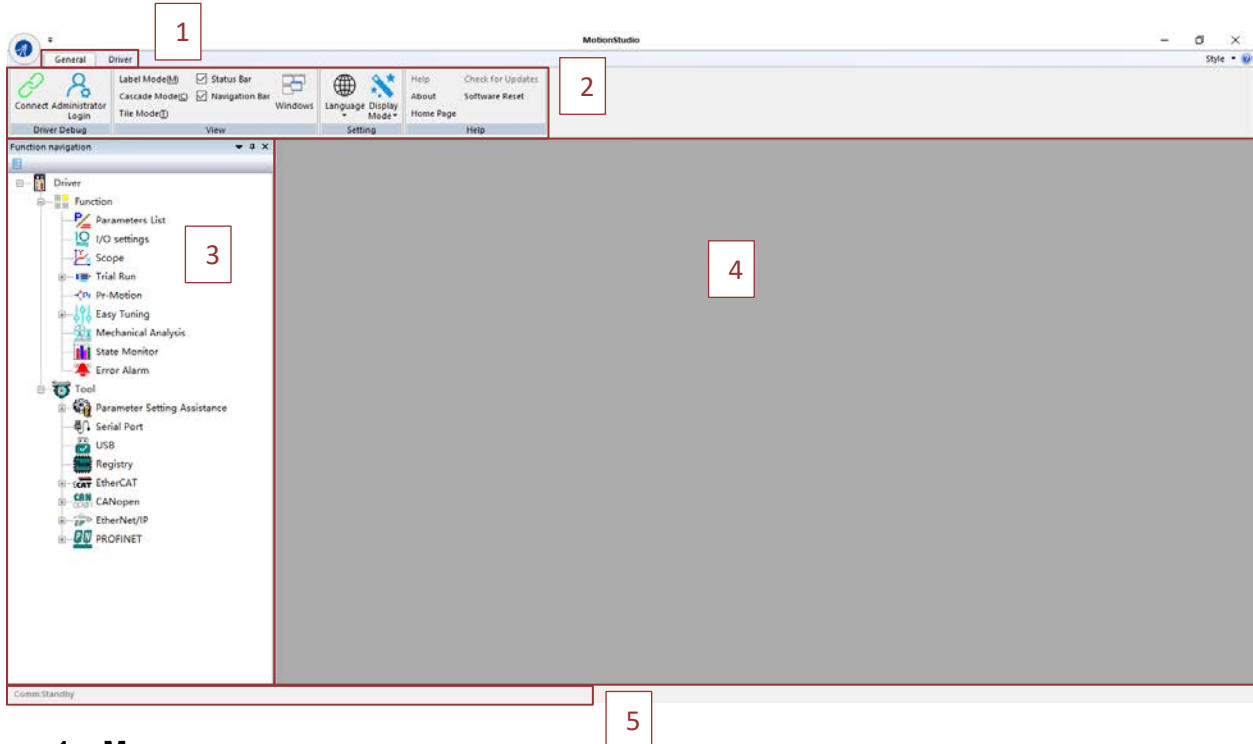 1
MotionStudio
General Driver
Style
2
Label Mode(M) Status Bar Help Check for Updates
Cascade Mode(C) Navigation Bar About Software Reset
Connect Administrator Login Tile Mode(T) Windows Language Display Mode Home Page
Driver Debug View Setting Help
Function navigation
Driver
Function
Parameters List
I/O settings
3
Scope
4
Trial Run
Pr-Motion
Easy Tuning
Mechanical Analysis
State Monitor
Error Alarm
Tool
Parameter Setting Assistance
Serial Port
USB
Registry
EtherCAT
CANopen
EtherNet/IP
PROFINET
Comm:Standby
5